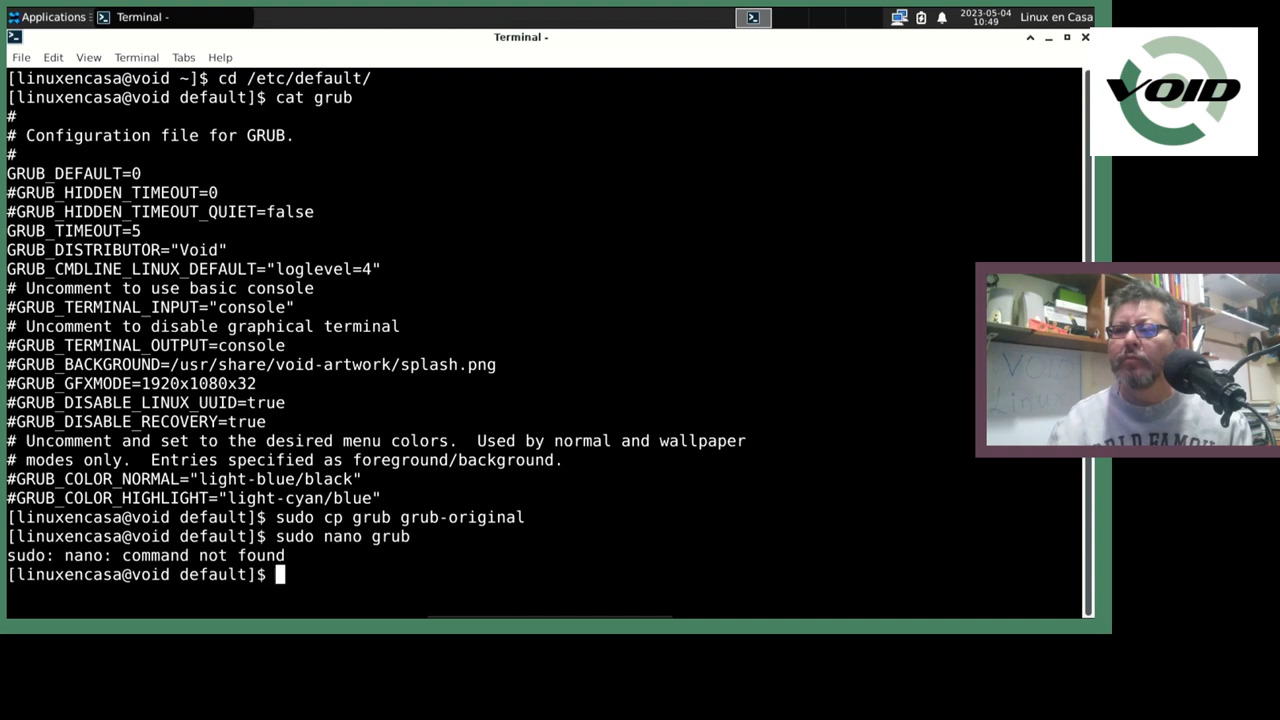 Applications
Terminal -
2023-05-04
10:49
Linux en Casa
Terminal -
File Edit View Terminal Tabs Help
[linuxencasa@void ~]$ cd /etc/default/
[linuxencasa@void default]$ cat grub
#
# Configuration file for GRUB.
#
GRUB_DEFAULT=0
#GRUB_HIDDEN_TIMEOUT=0
#GRUB_HIDDEN_TIMEOUT_QUIET=false
GRUB_TIMEOUT=5
GRUB_DISTRIBUTOR="Void"
GRUB_CMDLINE_LINUX_DEFAULT="loglevel=4"
# Uncomment to use basic console
#GRUB_TERMINAL_INPUT="console"
# Uncomment to disable graphical terminal
#GRUB_TERMINAL_OUTPUT=console
#GRUB_BACKGROUND=/usr/share/void-artwork/splash.png
#GRUB_GFXMODE=1920x1080x32
#GRUB_DISABLE_LINUX_UUID=true
#GRUB_DISABLE_RECOVERY=true
# Uncomment and set to the desired menu colors.  Used by normal and wallpaper
# modes only.  Entries specified as foreground/background.
#GRUB_COLOR_NORMAL="light-blue/black"
#GRUB_COLOR_HIGHLIGHT="light-cyan/blue"
[linuxencasa@void default]$ sudo cp grub grub-original
[linuxencasa@void default]$ sudo nano grub
sudo: nano: command not found
[linuxencasa@void default]$
VOID
VOID
Linux